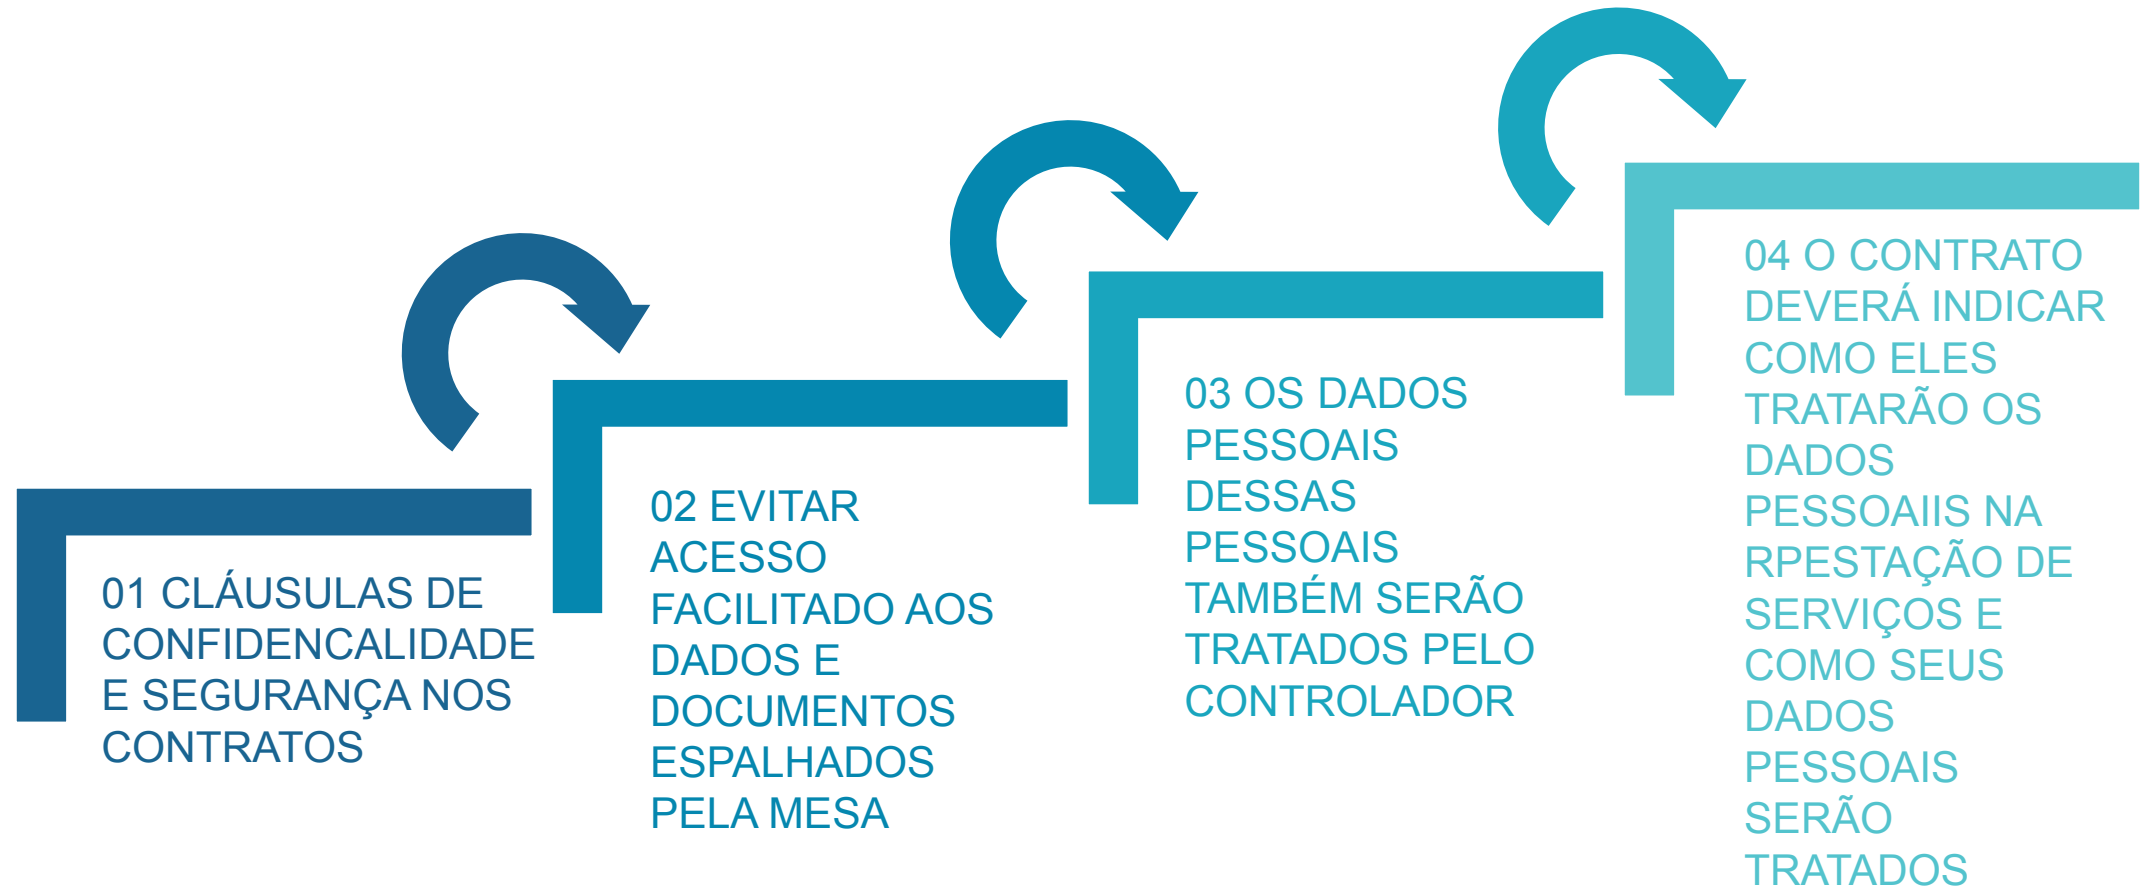 01 CLÁUSULAS DE
CONFIDENCALIDADE
E SEGURANÇA NOS
CONTRATOS
02 EVITAR
ACESSO
FACILITADO AOS
DADOS E
DOCUMENTOS
ESPALHADOS
PELA MESA
03 OS DADOS
PESSOAIS
DESSAS
PESSOAIS
TAMBÉM SERÃO
TRATADOS PELO
CONTROLADOR
04 O CONTRATO
DEVERÁ INDICAR
COMO ELES
TRATARÃO OS
DADOS
PESSOAIIS NA
RPESTAÇÃO DE
SERVIÇOS E
COMO SEUS
DADOS
PESSOAIS
SERÃO
TRATADOS